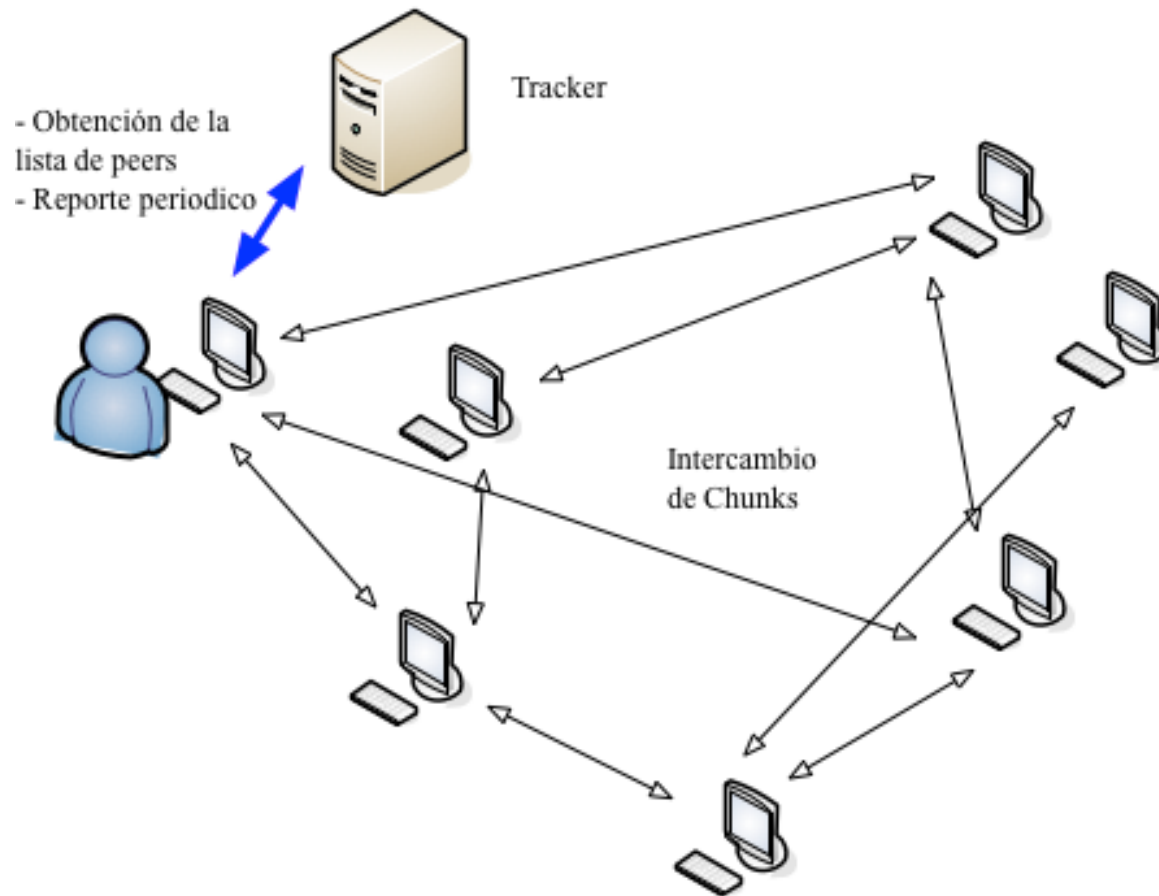 Tracker
- Obtención de la
lista de peers
- Reporte periodico
Intercambio
de Chunks